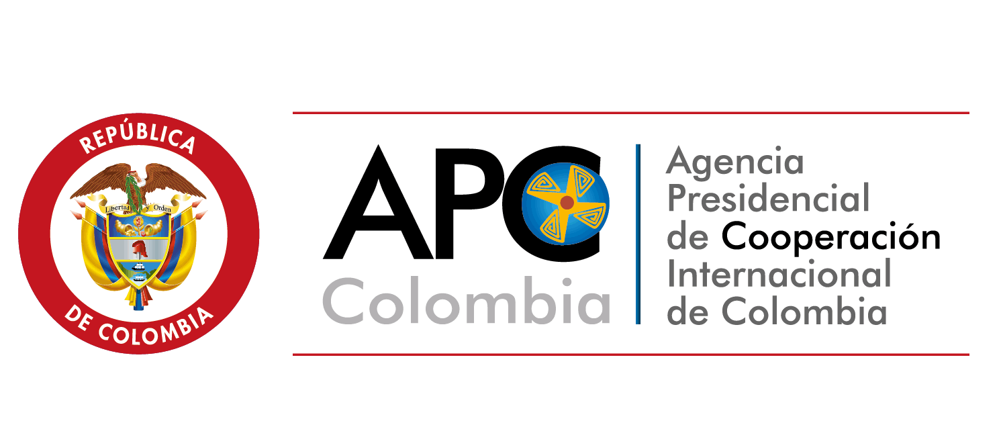 REPÚBLICA
Libertad y Orden
DE COLOMBIA
APC
Colombia
Agencia
Presidencial
de Cooperación
Internacional
de Colombia